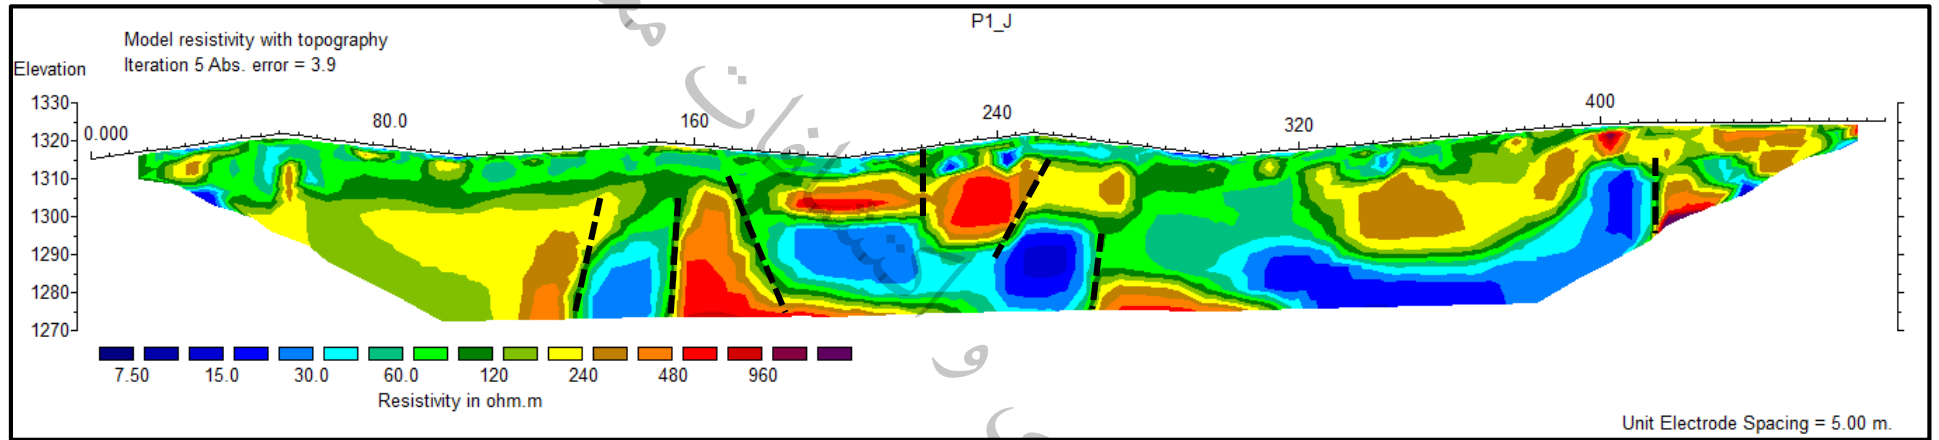 P1_J
Model resistivity with topography
Iteration 5 Abs. error = 3.9
Elevation
1330
1320
1310
1300
1290
1280
1270
0.000 80.0 160 240 320 400
7.50 15.0 30.0 60.0 120 240 480 960
Resistivity in ohm.m
Unit Electrode Spacing = 5.00 m.